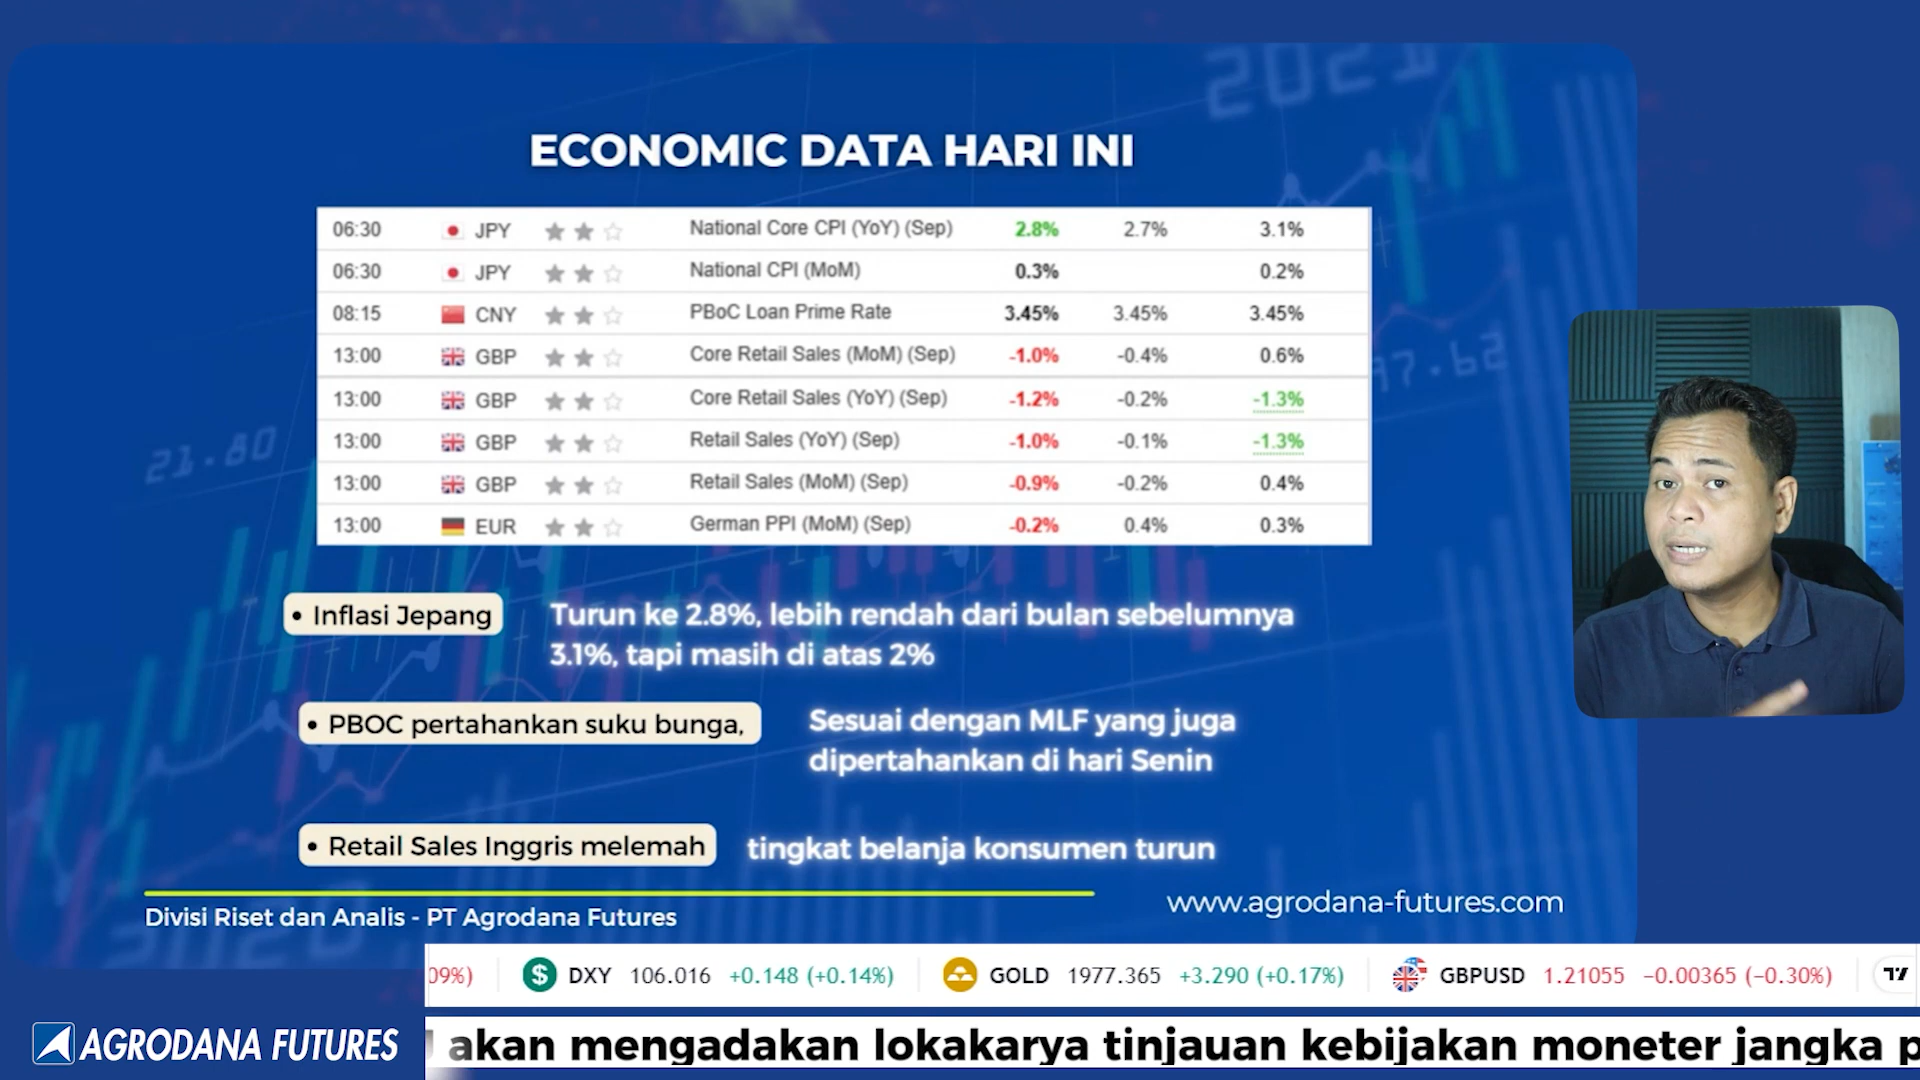 2021
ECONOMIC DATA HARI INI
06:30 JPY National Core CPI (YoY) (Sep) 2.8% 2.7% 3.1%
06:30 JPY National CPI (MoM) 0.3% 0.2%
08:15 CNY PBoC Loan Prime Rate 3.45% 3.45% 3.45%
13:00 GBP Core Retail Sales (MoM) (Sep) -1.0% -0.4% 0.6%
13:00 GBP Core Retail Sales (YoY) (Sep) -1.2% -0.2% -1.3%
13:00 GBP Retail Sales (YoY) (Sep) -1.0% -0.1% -1.3%
13:00 GBP Retail Sales (MoM) (Sep) -0.9% -0.2% 0.4%
13:00 EUR German PPI (MoM) (Sep) -0.2% 0.4% 0.3%
97.62
21.80
• Inflasi Jepang
Turun ke 2.8%, lebih rendah dari bulan sebelumnya
3.1%, tapi masih di atas 2%
• PBOC pertahankan suku bunga,
Sesuai dengan MLF yang juga
dipertahankan di hari Senin
• Retail Sales Inggris melemah
tingkat belanja konsumen turun
Divisi Riset dan Analis - PT Agrodana Futures
www.agrodana-futures.com
09%) DXY 106.016 +0.148 (+0.14%) GOLD 1977.365 +3.290 (+0.17%) GBPUSD 1.21055 −0.00365 (−0.30%)
AGRODANA FUTURES
akan mengadakan lokakarya tinjauan kebijakan moneter jangka p